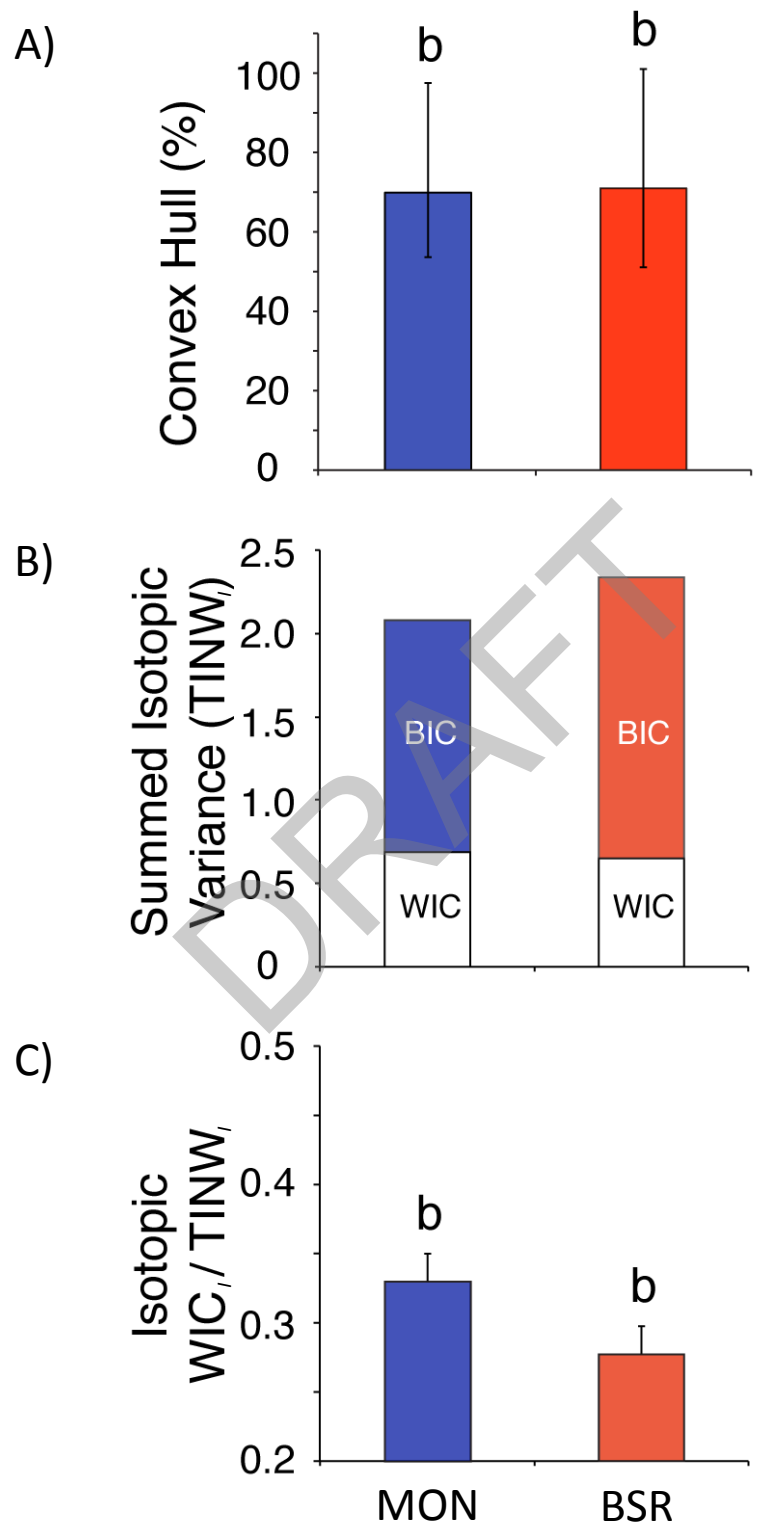 A)
b b
100
80
60
40
20
0
Convex Hull (%)
B)
2.5
2.0
1.5
1.0
0.5
0
Summed Isotopic
Variance (TINWI)
BIC BIC
WIC WIC
DRAFT
C)
0.5
0.4
0.3
0.2
Isotopic
WICI / TINWI
b
b
MON BSR